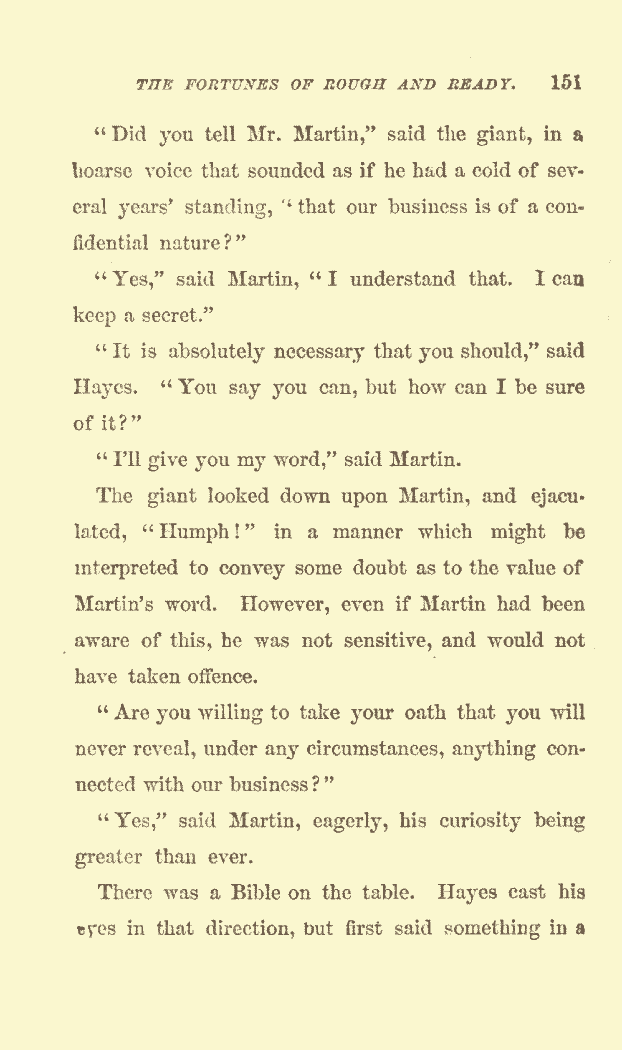 THE FORTUNES OF ROUGH AND READY. 151
"Did you tell Mr. Martin," said the giant, in a
hoarse voice that sounded as if he had a cold of sev-
eral years' standing, "that our business is of a con-
fidential nature?"
"Yes," said Martin, "I understand that. I can
keep a secret."
"It is absolutely necessary that you should," said
Hayes. "You say you can, but how can I be sure
of it?"
"I'll give you my word," said Martin.
The giant looked down upon Martin, and ejacu-
lated, "Humph!" in a manner which might be
interpreted to convey some doubt as to the value of
Martin's word. However, even if Martin had been
aware of this, he was not sensitive, and would not
have taken offence.
"Are you willing to take your oath that you will
never reveal, under any circumstances, anything con-
nected with our business?"
"Yes," said Martin, eagerly, his curiosity being
greater than ever.
There was a Bible on the table. Hayes cast his
eyes in that direction, but first said something in a